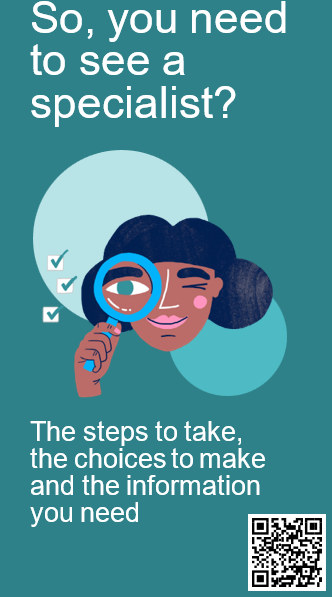 So, you need
to see a
specialist?
The steps to take,
the choices to make
and the information
you need